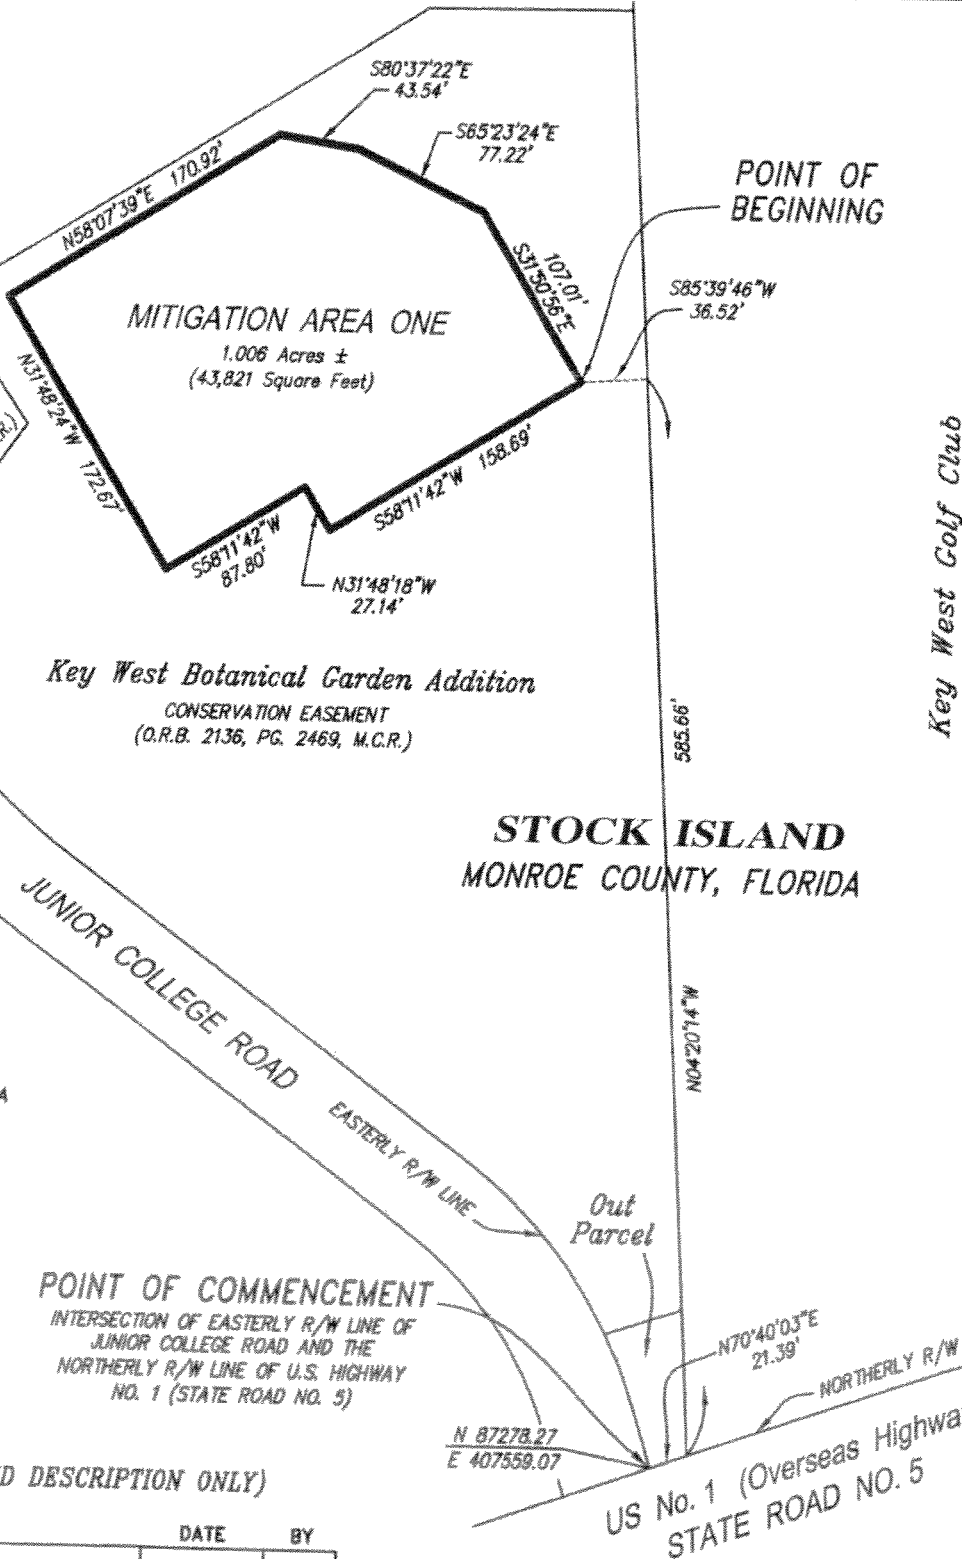 S80°37'22"E
43.54'
S65°23'24"E
77.22'
POINT OF
BEGINNING
N58°07'39"E 170.92'
107.01'
S31°50'56"E
S85°39'46"W
36.52'
MITIGATION AREA ONE
1.006 Acres ±
(43,821 Square Feet)
N31°48'24"W 172.67'
R.)
S58°11'42"W 158.69'
S58°11'42"W
87.80'
N31°48'18"W
27.14'
Key West Golf Club
Key West Botanical Garden Addition
CONSERVATION EASEMENT
(O.R.B. 2136, PG. 2469, M.C.R.)
585.66'
STOCK ISLAND
MONROE COUNTY, FLORIDA
JUNIOR COLLEGE ROAD
N04°20'14"W
A
EASTERLY R/W LINE
Out
Parcel
POINT OF COMMENCEMENT
INTERSECTION OF EASTERLY R/W LINE OF
JUNIOR COLLEGE ROAD AND THE
NORTHERLY R/W LINE OF U.S. HIGHWAY
NO. 1 (STATE ROAD NO. 5)
N70°40'03"E
21.39'
NORTHERLY R/W
N 87278.27
E 407559.07
US No. 1 (Overseas Highwa
STATE ROAD NO. 5
D DESCRIPTION ONLY)
DATE BY